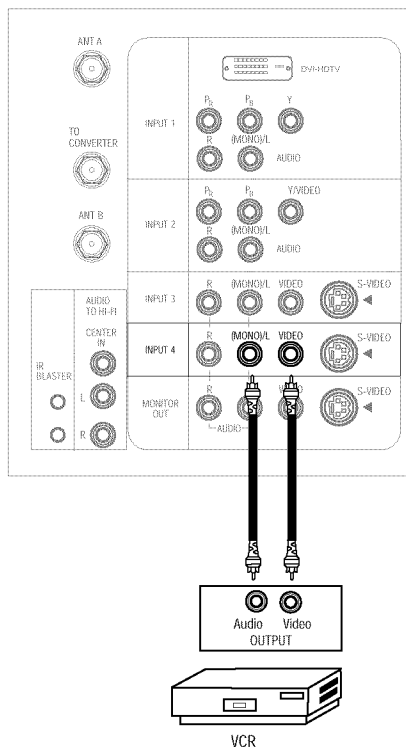 ANT A
TO
CONVERTER
ANT B
DVI-HDTV
INPUT 1
PR PB Y
R (MONO)/L AUDIO
INPUT 2
PR PB Y/VIDEO
R (MONO)/L AUDIO
INPUT 3
R (MONO)/L VIDEO S-VIDEO
INPUT 4
R (MONO)/L VIDEO S-VIDEO
MONITOR
OUT
R VIDEO S-VIDEO
AUDIO
AUDIO
TO HI-FI
CENTER
IN
IR
BLASTER
L
R
Audio Video
OUTPUT
VCR